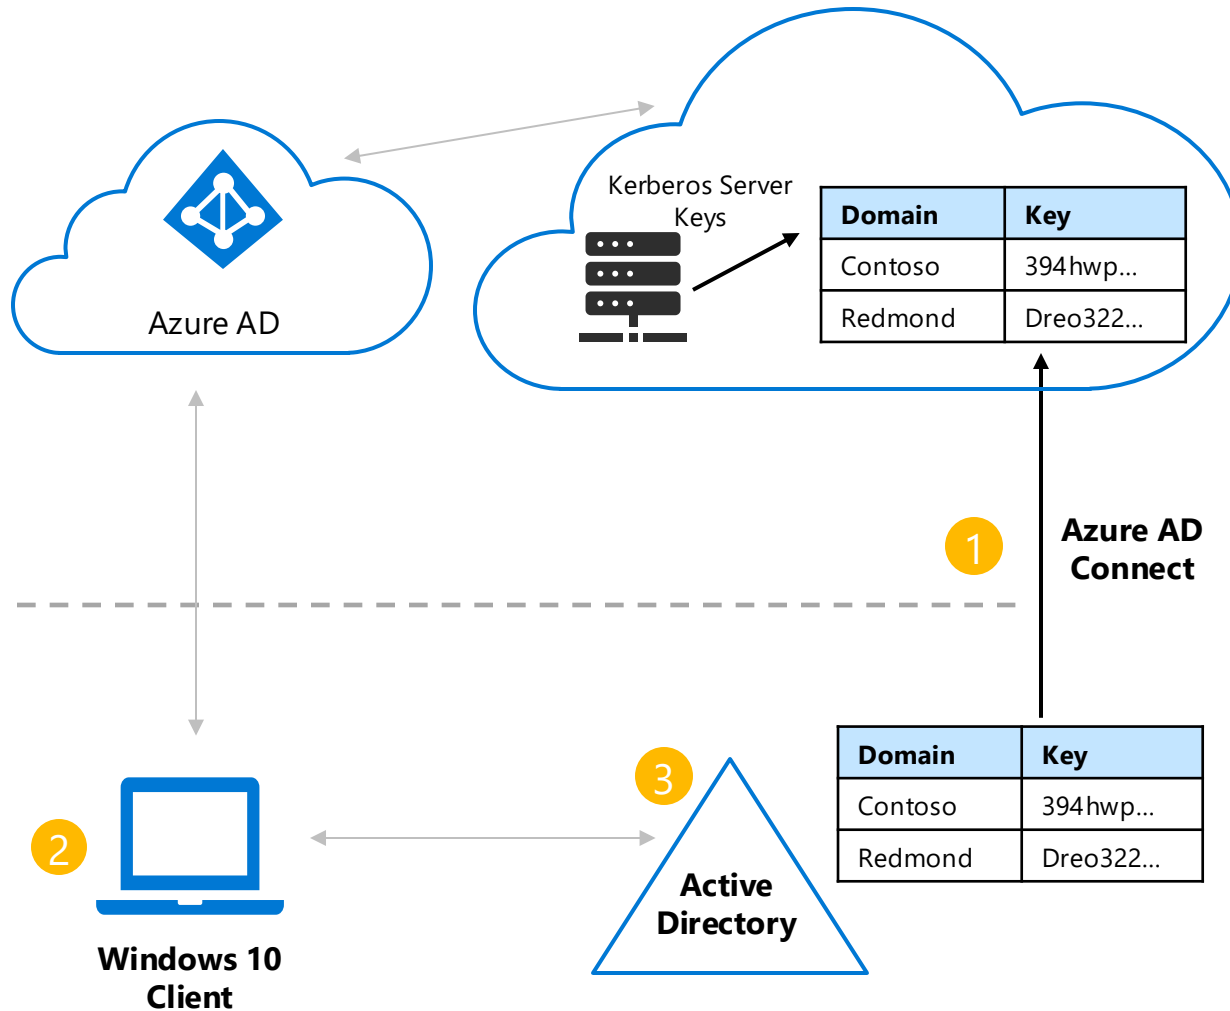 Kerberos Server
Keys
Domain Key
Contoso 394hwp...
Redmond Dreo322...
Azure AD
1
Azure AD
Connect
Domain Key
Contoso 394hwp...
Redmond Dreo322...
2
Windows 10
Client
3
Active
Directory